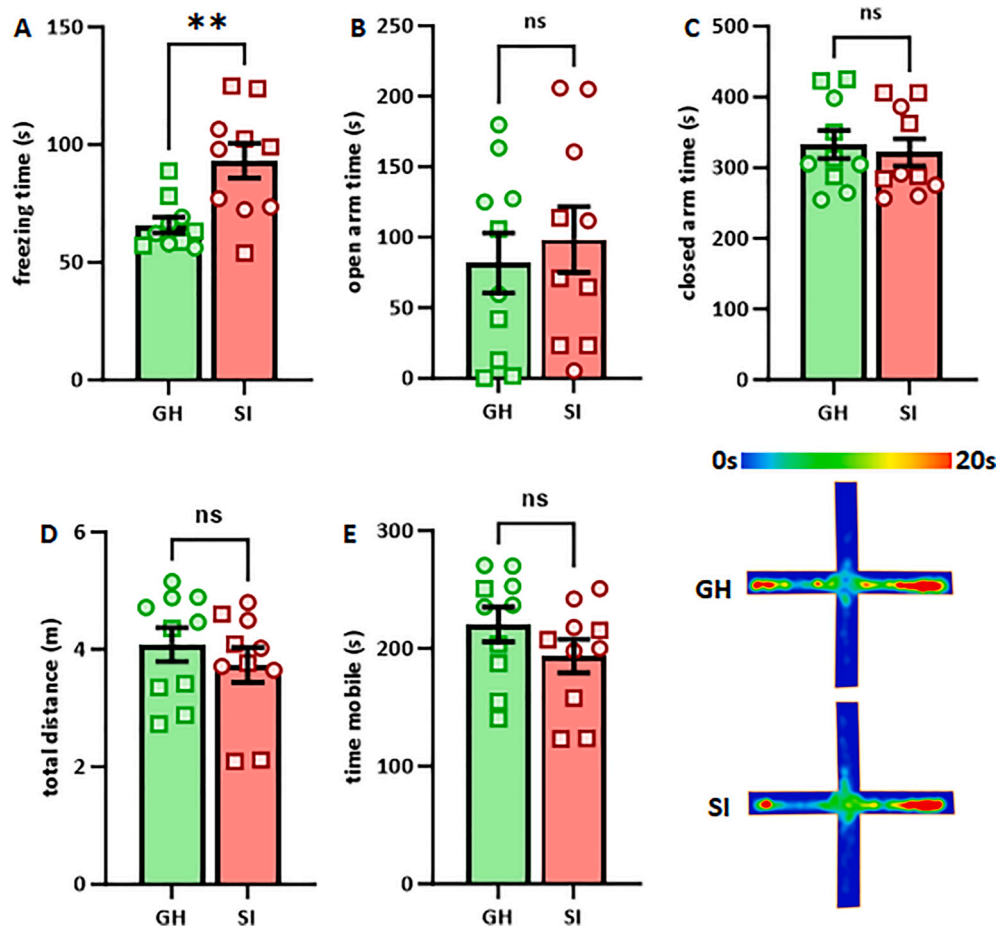 A
150
100
50
0
freezing time (s)
**
GH
SI
B
250
200
150
100
50
0
open arm time (s)
ns
GH
SI
C
500
400
300
200
100
0
closed arm time (s)
ns
GH
SI
D
6
4
2
0
total distance (m)
ns
GH
SI
E
300
200
100
0
time mobile (s)
ns
GH
SI
0s
20s
GH
SI